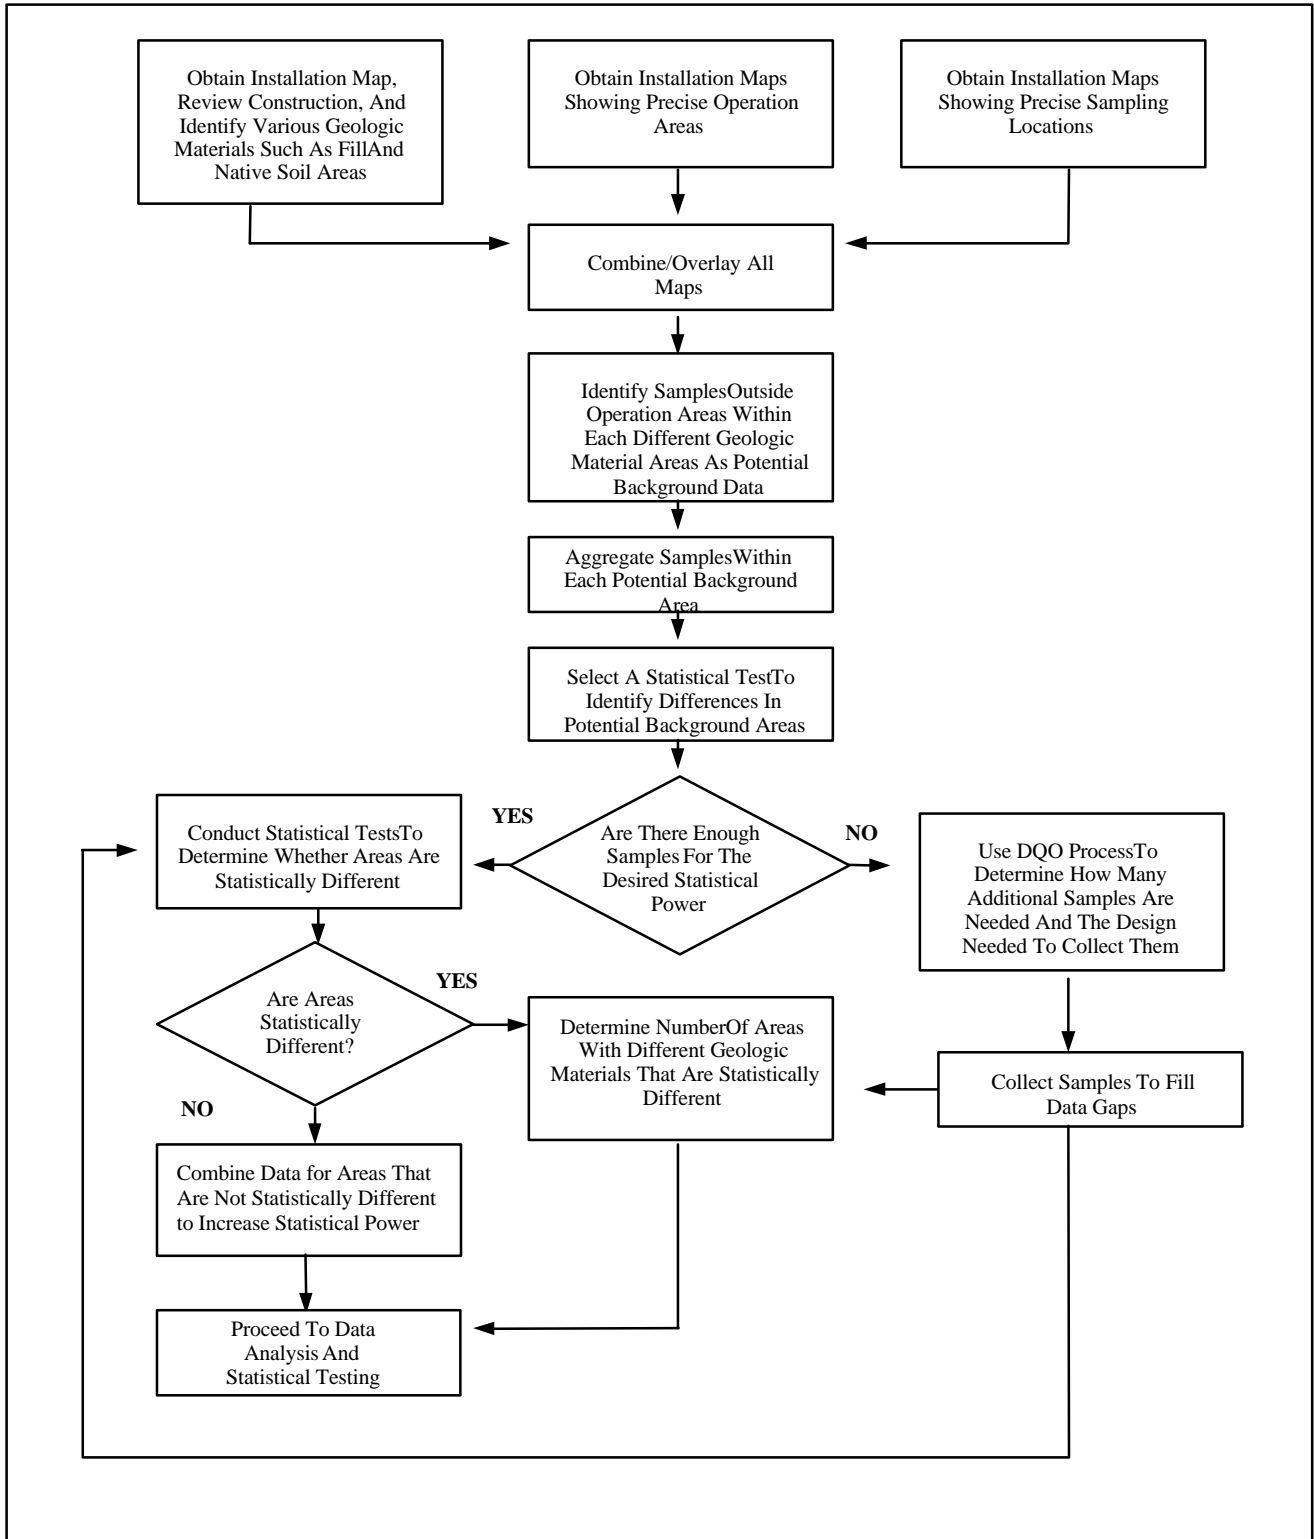 Obtain Installation Map,
Review Construction, And
Identify Various Geologic
Materials Such As FillAnd
Native Soil Areas
Obtain Installation Maps
Showing Precise Operation
Areas
Obtain Installation Maps
Showing Precise Sampling
Locations
Combine/Overlay All
Maps
Identify SamplesOutside
Operation Areas Within
Each Different Geologic
Material Areas As Potential
Background Data
Aggregate SamplesWithin
Each Potential Background
Area
Select A Statistical TestTo
Identify Differences In
Potential Background Areas
YES
Are There Enough
Samples For The
Desired Statistical
Power
NO
Conduct Statistical TestsTo
Determine Whether Areas Are
Statistically Different
Use DQO ProcessTo
Determine How Many
Additional Samples Are
Needed And The Design
Needed To Collect Them
Are Areas
Statistically
Different?
YES
NO
Determine NumberOf Areas
With Different Geologic
Materials That Are Statistically
Different
Collect Samples To Fill
Data Gaps
Combine Data for Areas That
Are Not Statistically Different
to Increase Statistical Power
Proceed To Data
Analysis And
Statistical Testing